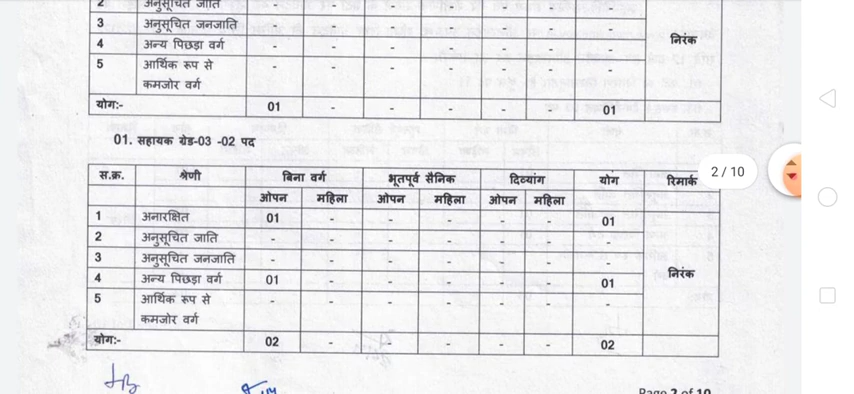 2 अनुसूचित जाति - - - - - - -
3 अनुसूचित जनजाति - - - - - - -
4 अन्य पिछड़ा वर्ग - - - - - - - निरंक
5 आर्थिक रूप से - - - - - - -
कमजोर वर्ग
योगः- 01 - - - - - 01
01. सहायक ग्रेड-03 -02 पद
स.क्र. श्रेणी बिना वर्ग भूतपूर्व सैनिक दिव्यांग योग रिमार्क
2 / 10
ओपन महिला ओपन महिला ओपन महिला
1 अनारक्षित 01 - - - - - 01
2 अनुसूचित जाति - - - - - - -
3 अनुसूचित जनजाति - - - - - - -
4 अन्य पिछड़ा वर्ग 01 - - - - - 01 निरंक
5 आर्थिक रूप से - - - - - - -
कमजोर वर्ग
योगः- 02 - - - - - 02
Page 2 of 10